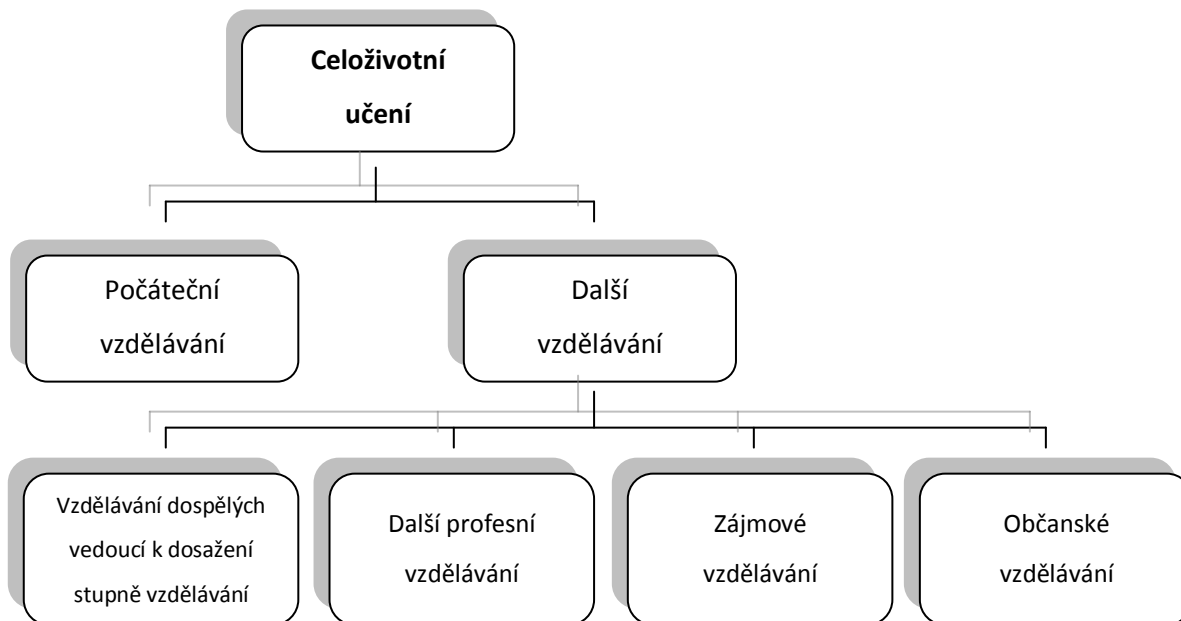 Celoživotní
učení
Počáteční
vzdělávání
Další
vzdělávání
Vzdělávání dospělých
vedoucí k dosažení
stupně vzdělávání
Další profesní
vzdělávání
Zájmové
vzdělávání
Občanské
vzdělávání